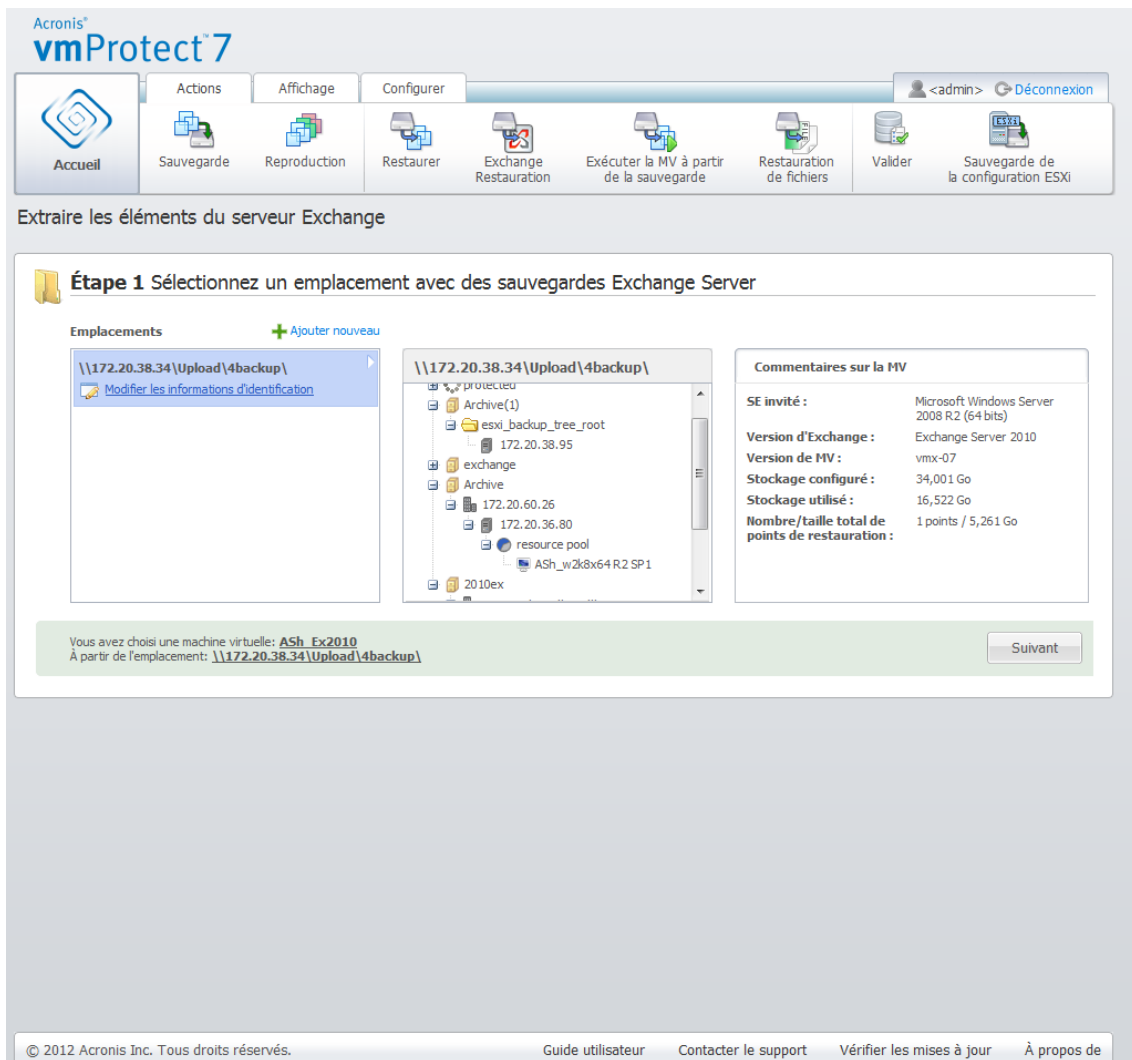 Acronis®
vmProtect™ 7
Actions
Affichage
Configurer
<admin>
Déconnexion
Accueil
Sauvegarde
Reproduction
Restaurer
Exchange
Restauration
Exécuter la MV à partir
de la sauvegarde
Restauration
de fichiers
Valider
Sauvegarde de
la configuration ESXi
Extraire les éléments du serveur Exchange
Étape 1 Sélectionnez un emplacement avec des sauvegardes Exchange Server
Emplacements
Ajouter nouveau
\\172.20.38.34\Upload\4backup\
Modifier les informations d'identification
\\172.20.38.34\Upload\4backup\
protected
Archive(1)
esxi_backup_tree_root
172.20.38.95
exchange
Archive
172.20.60.26
172.20.36.80
resource pool
ASh_w2k8x64 R2 SP1
2010ex
Commentaires sur la MV
SE invité : Microsoft Windows Server
2008 R2 (64 bits)
Version d'Exchange : Exchange Server 2010
Version de MV : vmx-07
Stockage configuré : 34,001 Go
Stockage utilisé : 16,522 Go
Nombre/taille total de 1 points / 5,261 Go
points de restauration :
Vous avez choisi une machine virtuelle: ASh_Ex2010
À partir de l'emplacement: \\172.20.38.34\Upload\4backup\
Suivant
© 2012 Acronis Inc. Tous droits réservés.
Guide utilisateur
Contacter le support
Vérifier les mises à jour
À propos de